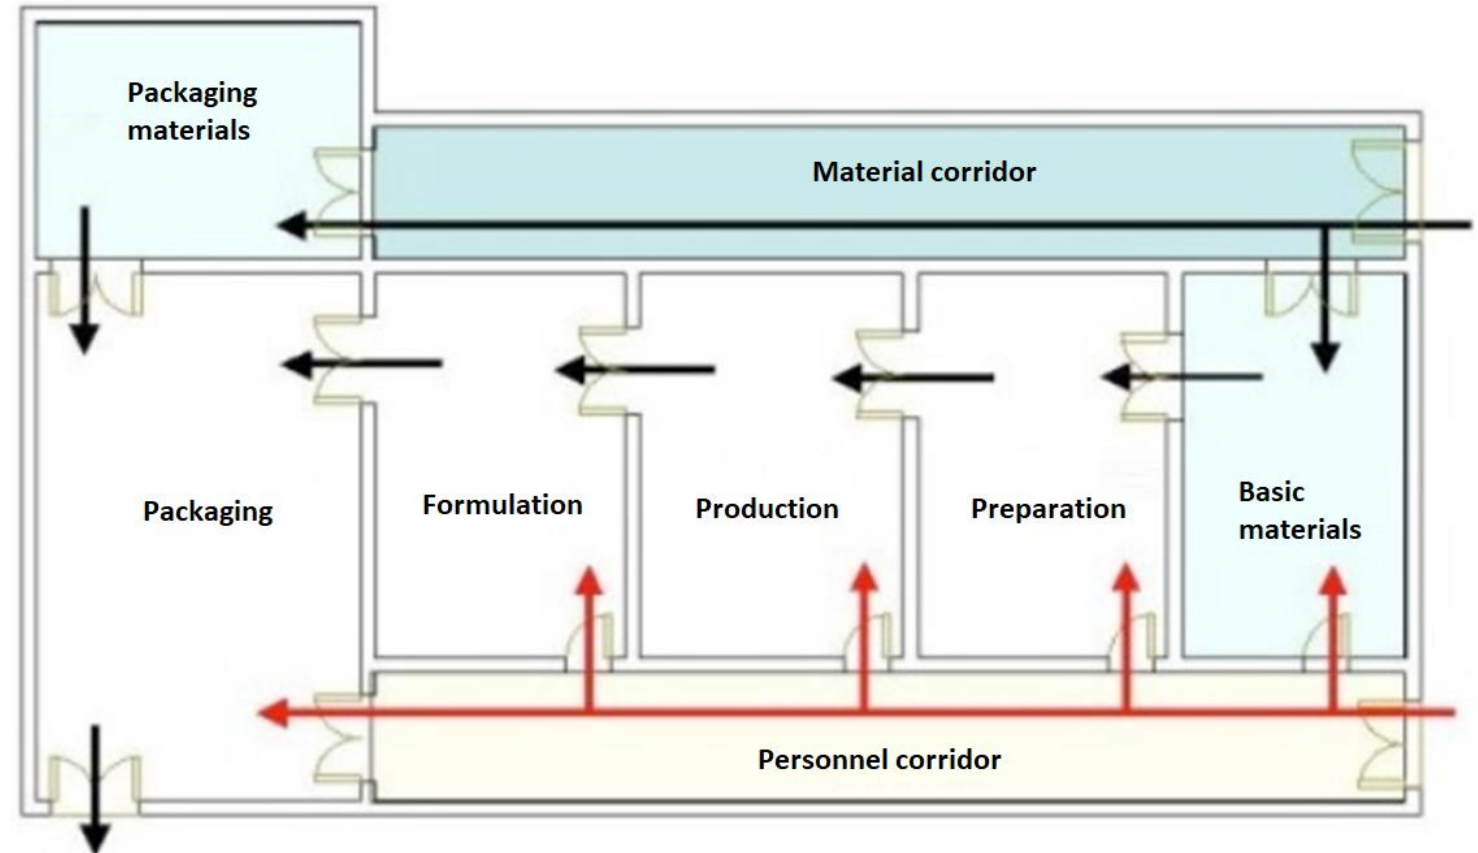 Packaging
materials
Material corridor
Packaging
Formulation
Production
Preparation
Basic
materials
Personnel corridor